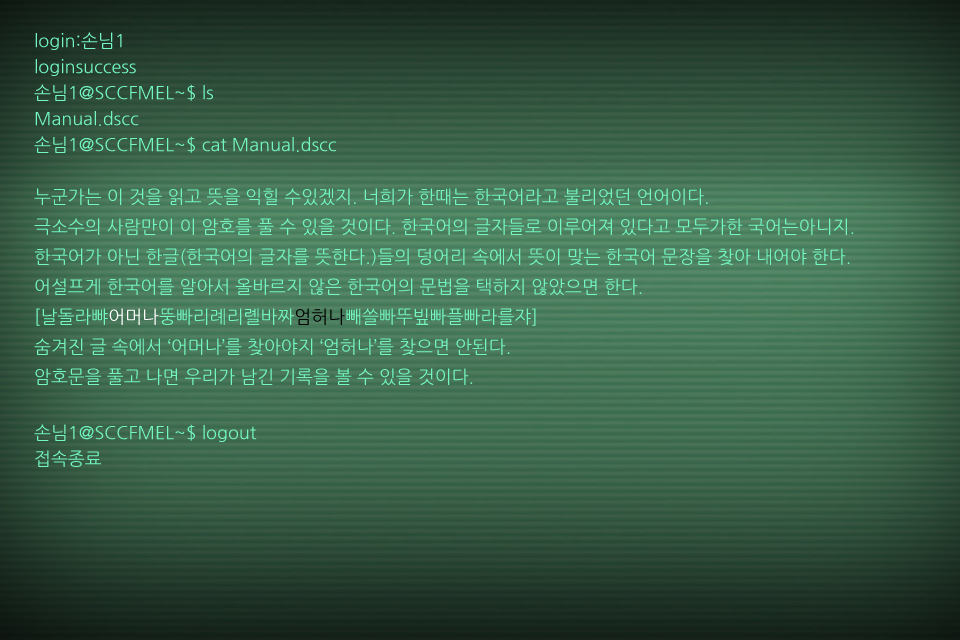 login:손님1
loginsuccess
손님1@SCCFMEL~$ ls
Manual.dscc
손님1@SCCFMEL~$ cat Manual.dscc
누군가는 이 것을 읽고 뜻을 익힐 수있겠지. 너희가 한때는 한국어라고 불리었던 언어이다.
극소수의 사람만이 이 암호를 풀 수 있을 것이다. 한국어의 글자들로 이루어져 있다고 모두가한 국어는아니지.
한국어가 아닌 한글(한국어의 글자를 뜻한다.)들의 덩어리 속에서 뜻이 맞는 한국어 문장을 찾아 내어야 한다.
어설프게 한국어를 알아서 올바르지 않은 한국어의 문법을 택하지 않았으면 한다.
[날돌라뺘어머나뚱빠리례리렐바짜엄허나빼쓸빠뚜빞빠플빠라를쟈]
숨겨진 글 속에서 ‘어머나’를 찾아야지 ‘엄허나’를 찾으면 안된다.
암호문을 풀고 나면 우리가 남긴 기록을 볼 수 있을 것이다.
손님1@SCCFMEL~$ logout
접속종료